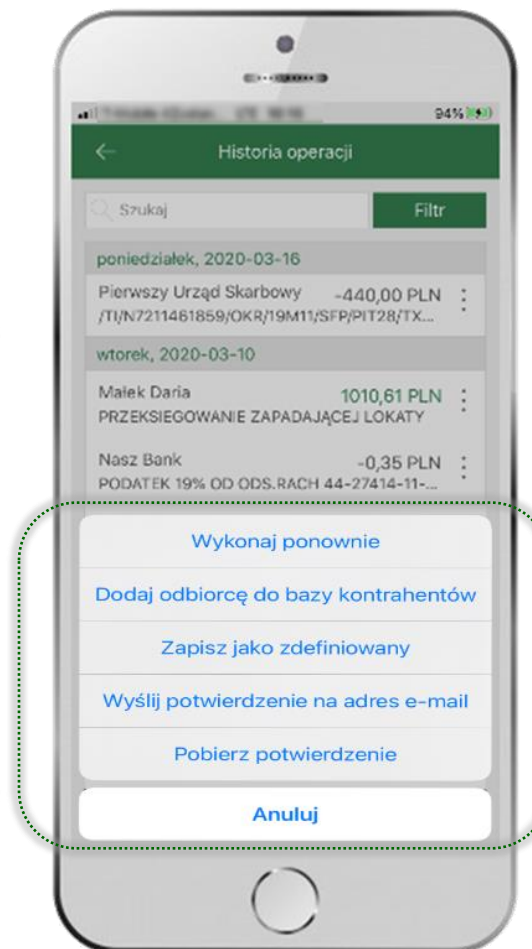 94%
Historia operacji
Szukaj
Filtr
poniedziałek, 2020-03-16
Pierwszy Urząd Skarbowy -440,00 PLN
/TI/N7211461859/OKR/19M11/SFP/PIT28/TX...
wtorek, 2020-03-10
Małek Daria 1010,61 PLN
PRZEKSIEGOWANIE ZAPADAJĄCEJ LOKATY
Nasz Bank -0,35 PLN
PODATEK 19% OD ODS.RACH 44-27414-11-...
Wykonaj ponownie
Dodaj odbiorcę do bazy kontrahentów
Zapisz jako zdefiniowany
Wyślij potwierdzenie na adres e-mail
Pobierz potwierdzenie
Anuluj